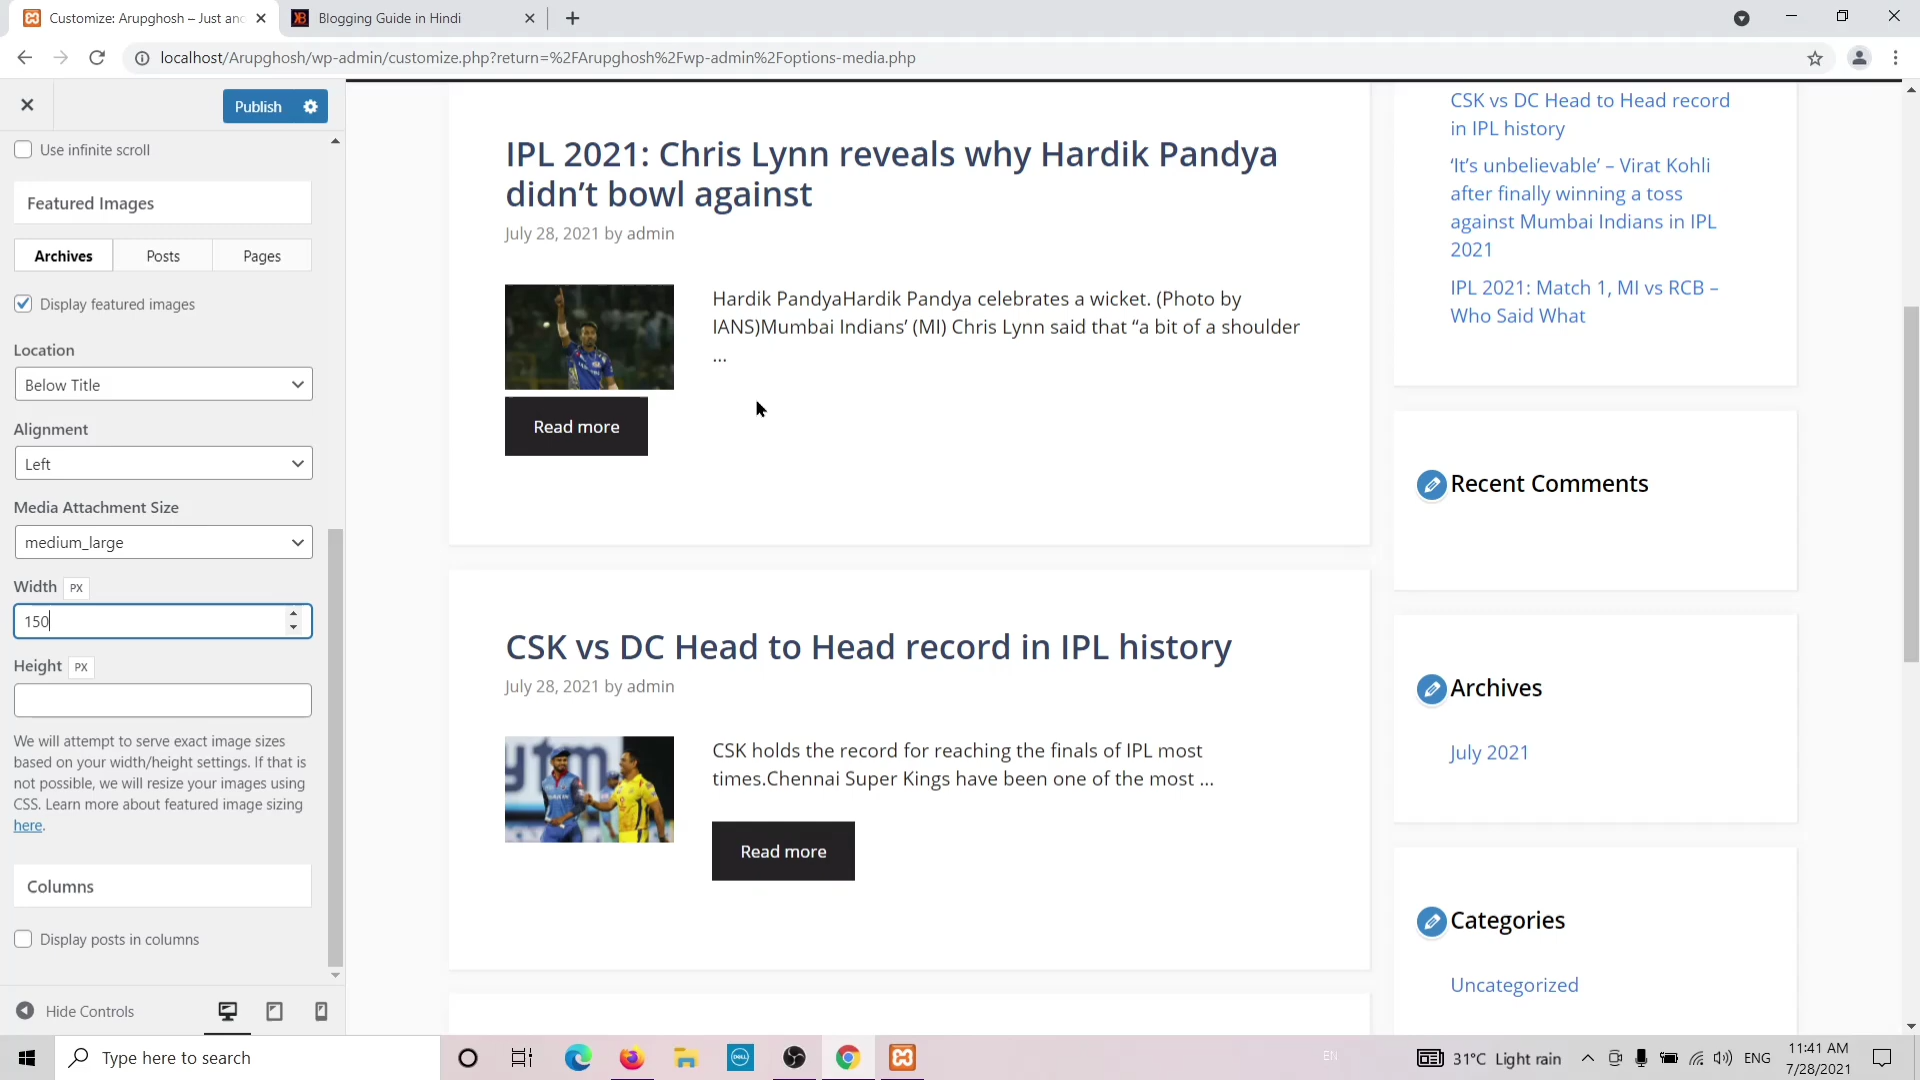 Customize: Arupghosh – Just an
Blogging Guide in Hindi
localhost/Arupghosh/wp-admin/customize.php?return=%2FArupghosh%2Fwp-admin%2Foptions-media.php
Publish
Use infinite scroll
Featured Images
Archives
Posts
Pages
Display featured images
Location
Below Title
Alignment
Left
Media Attachment Size
medium_large
Width PX
150
Height PX
We will attempt to serve exact image sizes
based on your width/height settings. If that is
not possible, we will resize your images using
CSS. Learn more about featured image sizing
here.
Columns
Display posts in columns
Hide Controls
IPL 2021: Chris Lynn reveals why Hardik Pandya
didn’t bowl against
July 28, 2021 by admin
Hardik PandyaHardik Pandya celebrates a wicket. (Photo by
IANS)Mumbai Indians’ (MI) Chris Lynn said that “a bit of a shoulder
...
Read more
CSK vs DC Head to Head record in IPL history
July 28, 2021 by admin
CSK holds the record for reaching the finals of IPL most
times.Chennai Super Kings have been one of the most ...
Read more
CSK vs DC Head to Head record
in IPL history
‘It’s unbelievable’ – Virat Kohli
after finally winning a toss
against Mumbai Indians in IPL
2021
IPL 2021: Match 1, MI vs RCB –
Who Said What
Recent Comments
Archives
July 2021
Categories
Uncategorized
Type here to search
DELL
EN
31°C Light rain
ENG
11:41 AM
7/28/2021